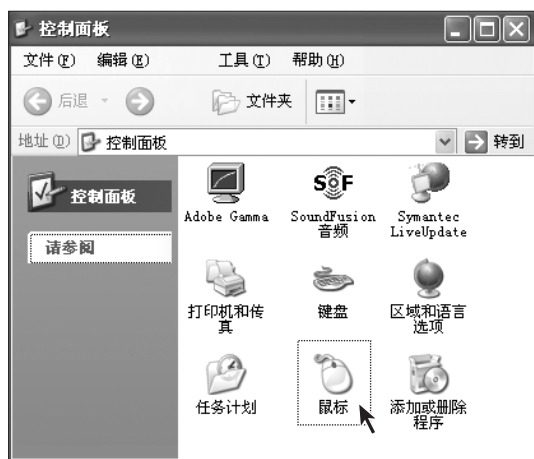 控制面板
文件(F) 编辑(E) 工具(T) 帮助(H)
后退 文件夹
地址(D) 控制面板 转到
控制面板
请参阅
Adobe Gamma
SoundFusion
音频
Symantec
LiveUpdate
打印机和传
真
键盘
区域和语言
选项
任务计划
鼠标
添加或删除
程序